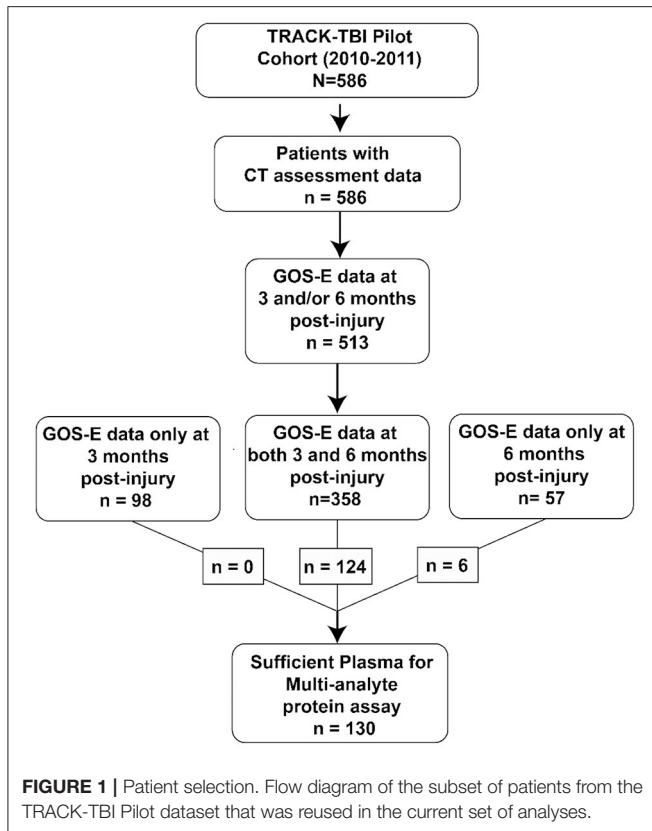 TRACK-TBI Pilot
Cohort (2010-2011)
N=586
Patients with
CT assessment data
n = 586
GOS-E data at
3 and/or 6 months
post-injury
n = 513
GOS-E data only at
3 months
post-injury
n = 98
GOS-E data at
both 3 and 6 months
post-injury
n=358
GOS-E data only at
6 months
post-injury
n= 57
n = 0
n = 124
n = 6
Sufficient Plasma for
Multi-analyte
protein assay
n = 130
FIGURE 1 | Patient selection. Flow diagram of the subset of patients from the
TRACK-TBI Pilot dataset that was reused in the current set of analyses.